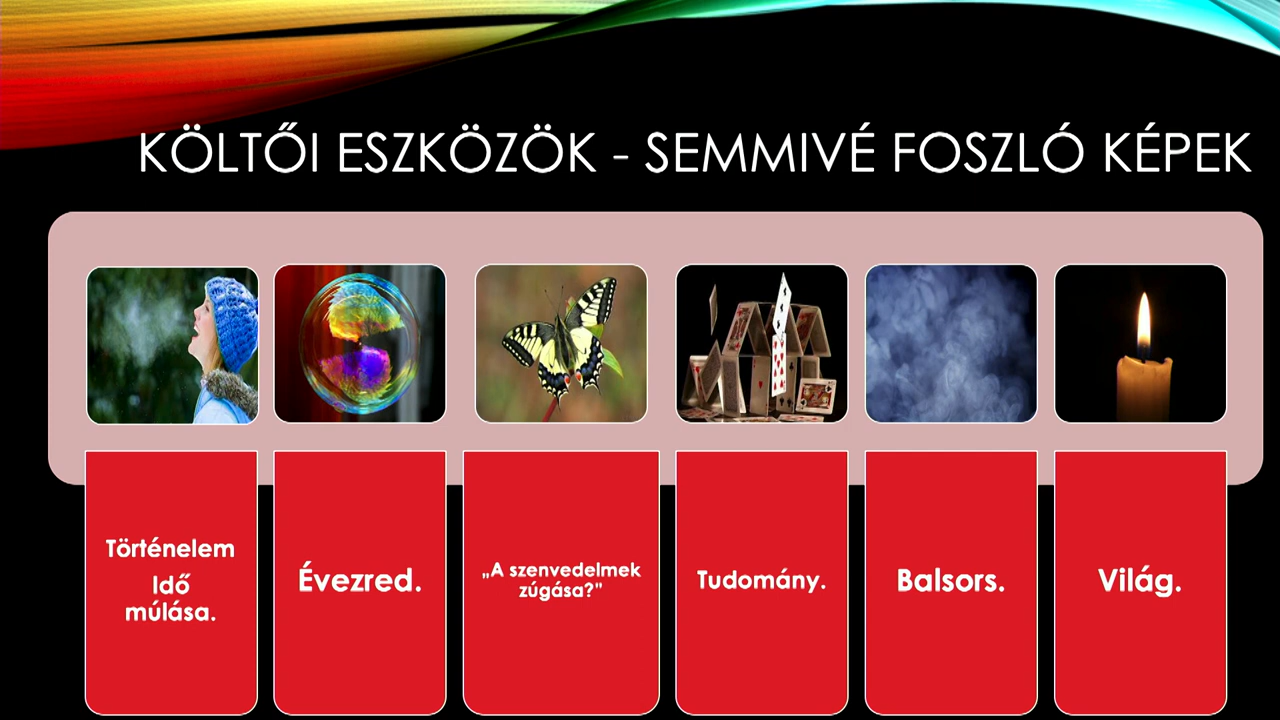 KÖLTŐI ESZKÖZÖK - SEMMIVÉ FOSZLÓ KÉPEK
Történelem
Idő
múlása.
Évezred.
„A szenvedelmek
zúgása?"
Tudomány.
Balsors.
Világ.